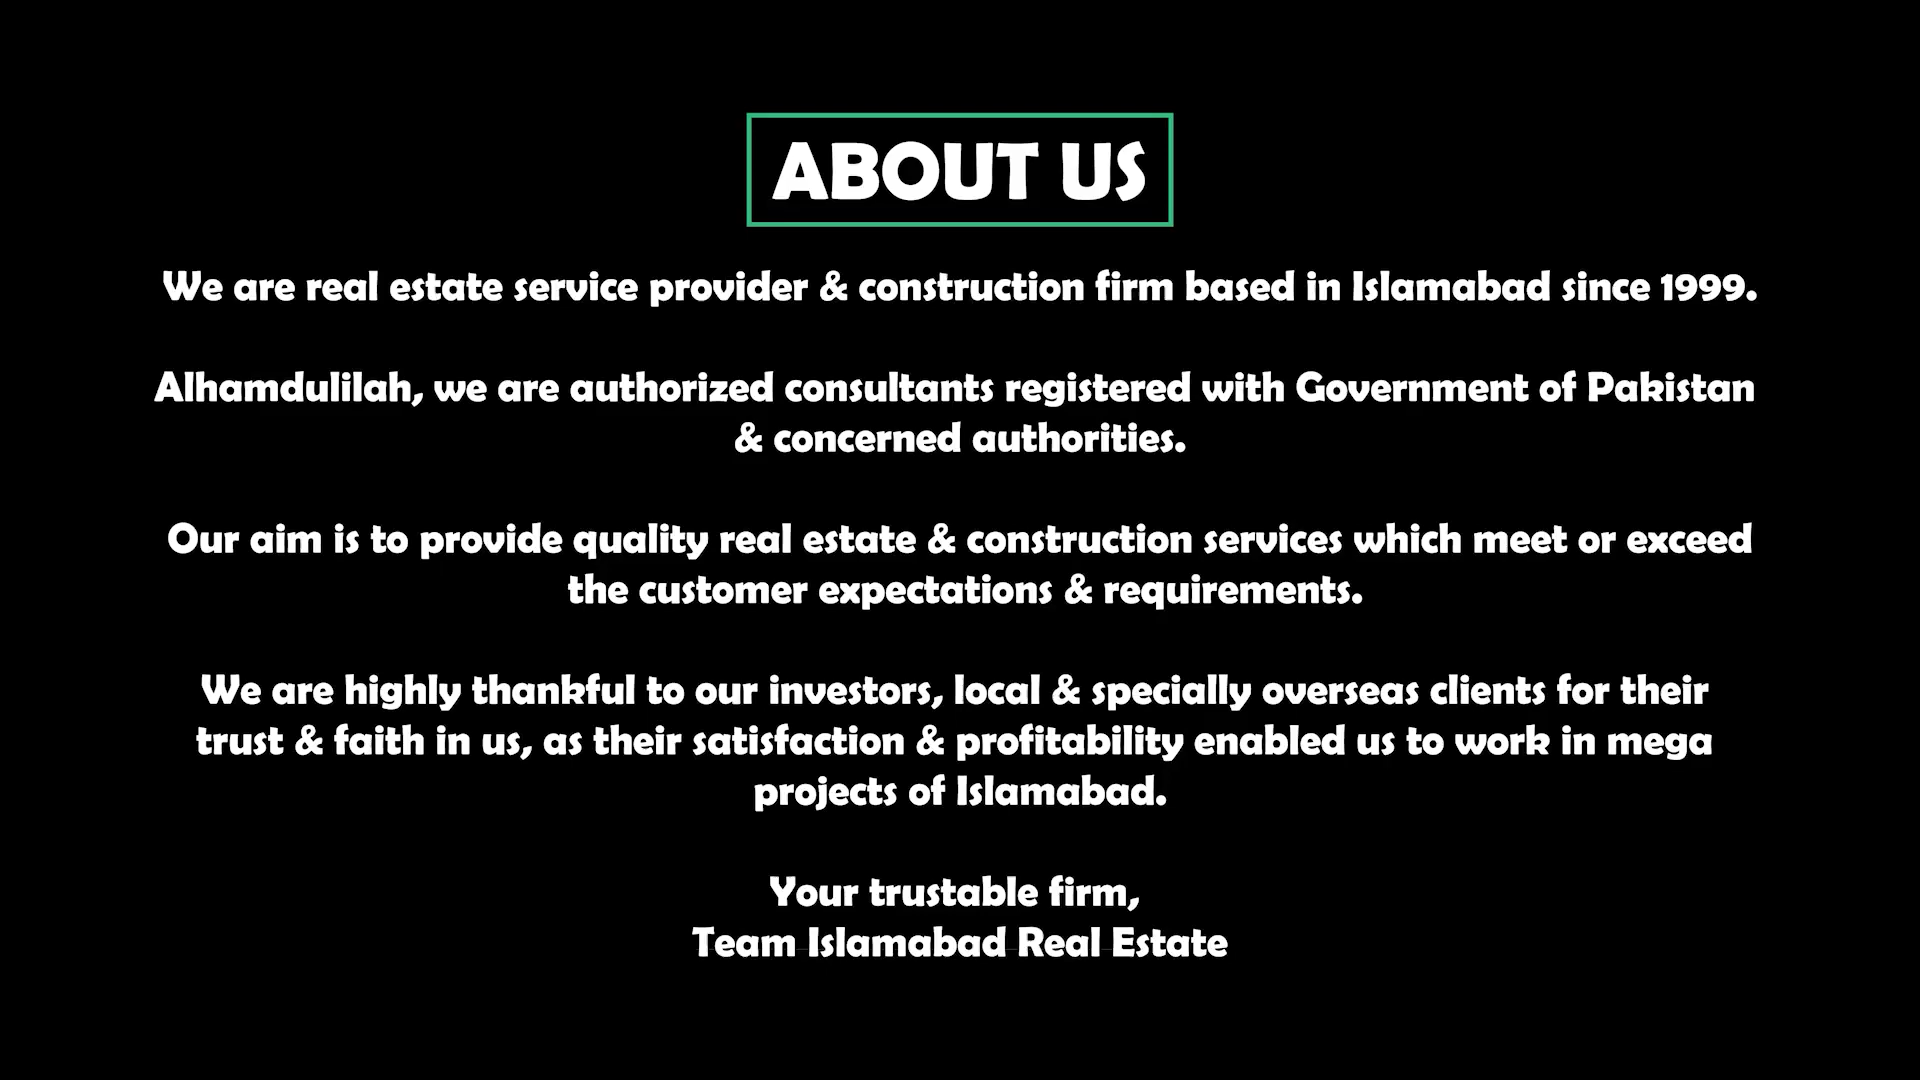 ABOUT US
We are real estate service provider & construction firm based in Islamabad since 1999.
Alhamdulilah, we are authorized consultants registered with Government of Pakistan
& concerned authorities.
Our aim is to provide quality real estate & construction services which meet or exceed
the customer expectations & requirements.
We are highly thankful to our investors, local & specially overseas clients for their
trust & faith in us, as their satisfaction & profitability enabled us to work in mega
projects of Islamabad.
Your trustable firm,
Team Islamabad Real Estate